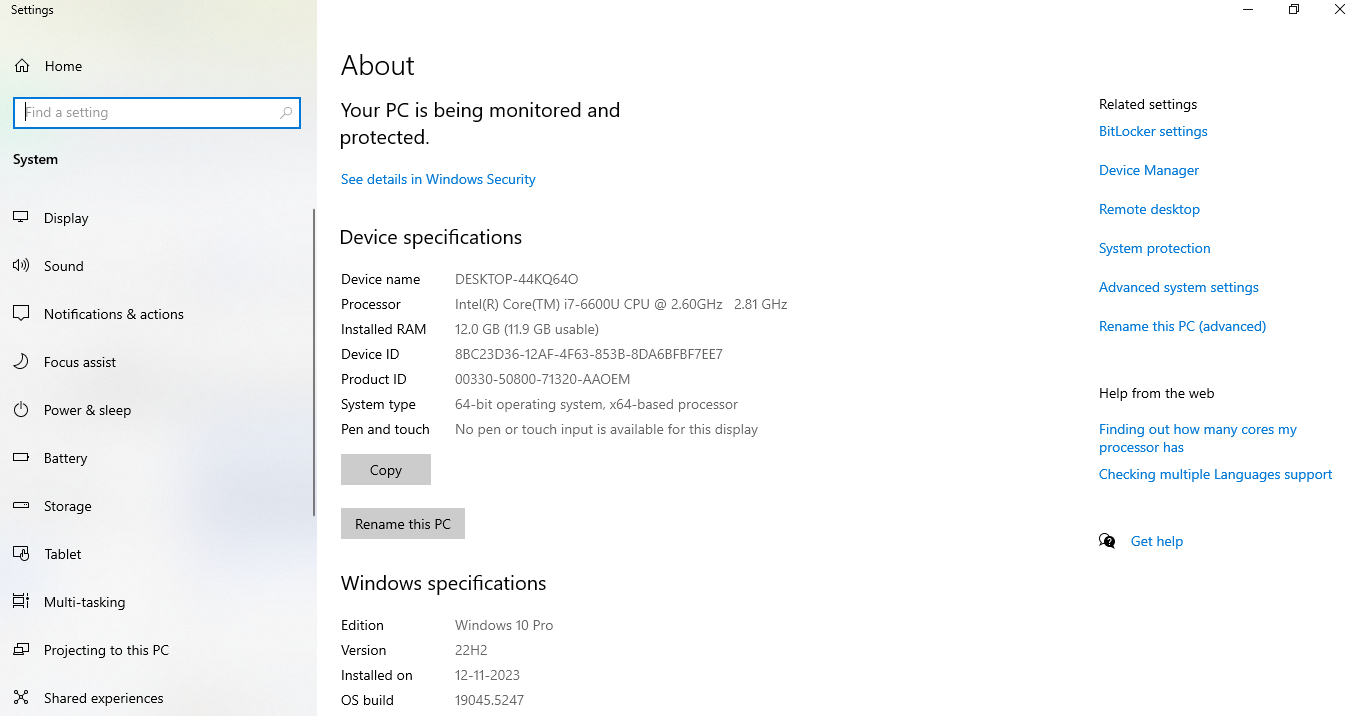 Settings
Home
Find a setting
System
Display
Sound
Notifications & actions
Focus assist
Power & sleep
Battery
Storage
Tablet
Multi-tasking
Projecting to this PC
Shared experiences
About
Your PC is being monitored and
protected.
See details in Windows Security
Device specifications
Device name DESKTOP-44KQ64O
Processor Intel(R) Core(TM) i7-6600U CPU @ 2.60GHz 2.81 GHz
Installed RAM 12.0 GB (11.9 GB usable)
Device ID 8BC23D36-12AF-4F63-853B-8DA6BFBF7EE7
Product ID 00330-50800-71320-AAOEM
System type 64-bit operating system, x64-based processor
Pen and touch No pen or touch input is available for this display
Copy
Rename this PC
Windows specifications
Edition Windows 10 Pro
Version 22H2
Installed on 12-11-2023
OS build 19045.5247
Related settings
BitLocker settings
Device Manager
Remote desktop
System protection
Advanced system settings
Rename this PC (advanced)
Help from the web
Finding out how many cores my
processor has
Checking multiple Languages support
Get help